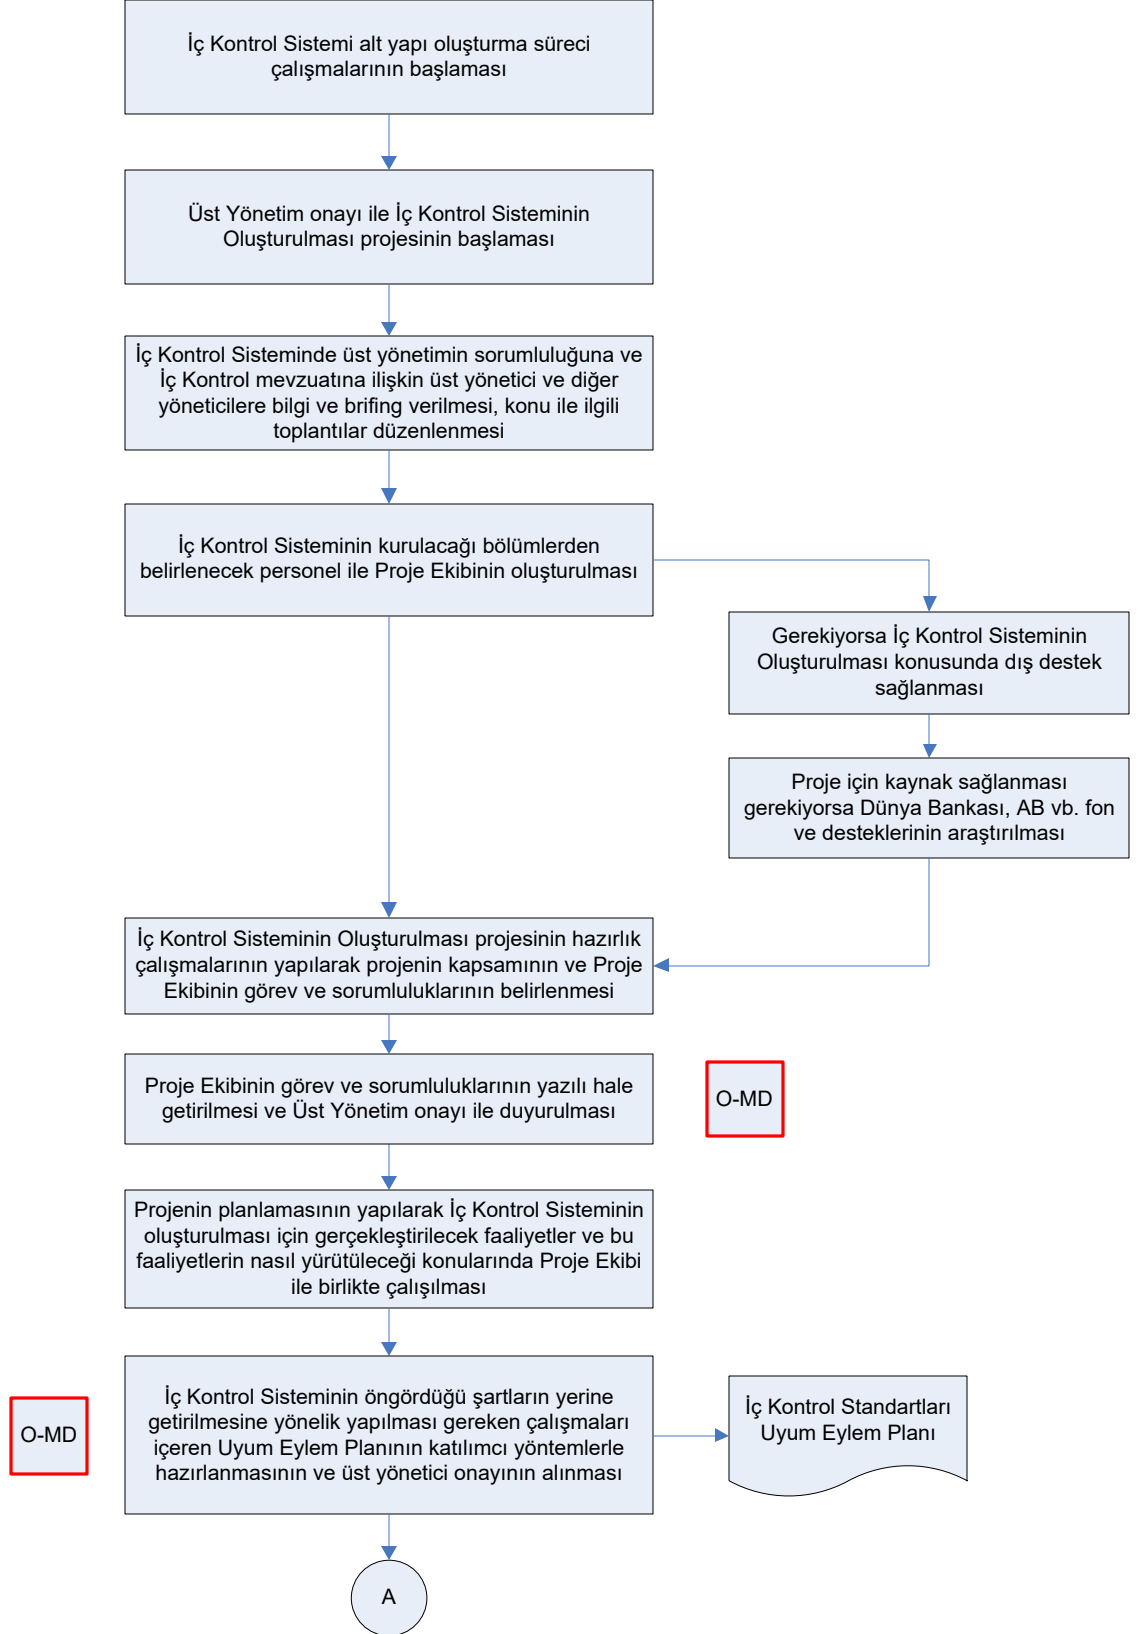 İç Kontrol Sistemi alt yapı oluşturma süreci
çalışmalarının başlaması
Üst Yönetim onayı ile İç Kontrol Sisteminin
Oluşturulması projesinin başlaması
İç Kontrol Sisteminde üst yönetimin sorumluluğuna ve
İç Kontrol mevzuatına ilişkin üst yönetici ve diğer
yöneticilere bilgi ve brifing verilmesi, konu ile ilgili
toplantılar düzenlenmesi
İç Kontrol Sisteminin kurulacağı bölümlerden
belirlenecek personel ile Proje Ekibinin oluşturulması
Gerekiyorsa İç Kontrol Sisteminin
Oluşturulması konusunda dış destek
sağlanması
Proje için kaynak sağlanması
gerekiyorsa Dünya Bankası, AB vb. fon
ve desteklerinin araştırılması
İç Kontrol Sisteminin Oluşturulması projesinin hazırlık
çalışmalarının yapılarak projenin kapsamının ve Proje
Ekibinin görev ve sorumluluklarının belirlenmesi
Proje Ekibinin görev ve sorumluluklarının yazılı hale
getirilmesi ve Üst Yönetim onayı ile duyurulması
O-MD
Projenin planlamasının yapılarak İç Kontrol Sisteminin
oluşturulması için gerçekleştirilecek faaliyetler ve bu
faaliyetlerin nasıl yürütüleceği konularında Proje Ekibi
ile birlikte çalışılması
O-MD
İç Kontrol Sisteminin öngördüğü şartların yerine
getirilmesine yönelik yapılması gereken çalışmaları
içeren Uyum Eylem Planının katılımcı yöntemlerle
hazırlanmasının ve üst yönetici onayının alınması
İç Kontrol Standartları
Uyum Eylem Planı
A